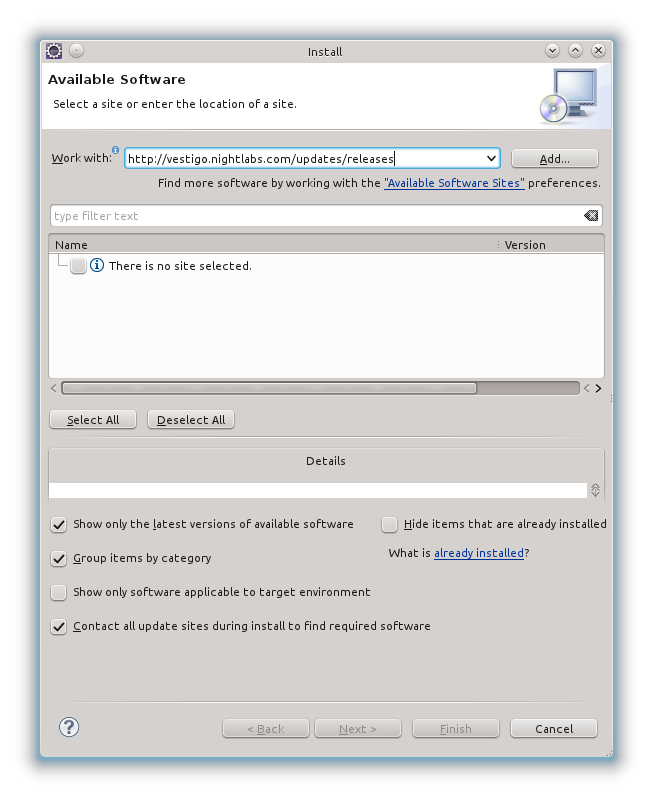 Install
Available Software
Select a site or enter the location of a site.
Work with: http://vestigo.nightlabs.com/updates/releases Add...
Find more software by working with the "Available Software Sites" preferences.
type filter text
Name Version
There is no site selected.
Select All Deselect All
Details
Show only the latest versions of available software Hide items that are already installed
Group items by category What is already installed?
Show only software applicable to target environment
Contact all update sites during install to find required software
? < Back Next > Finish Cancel